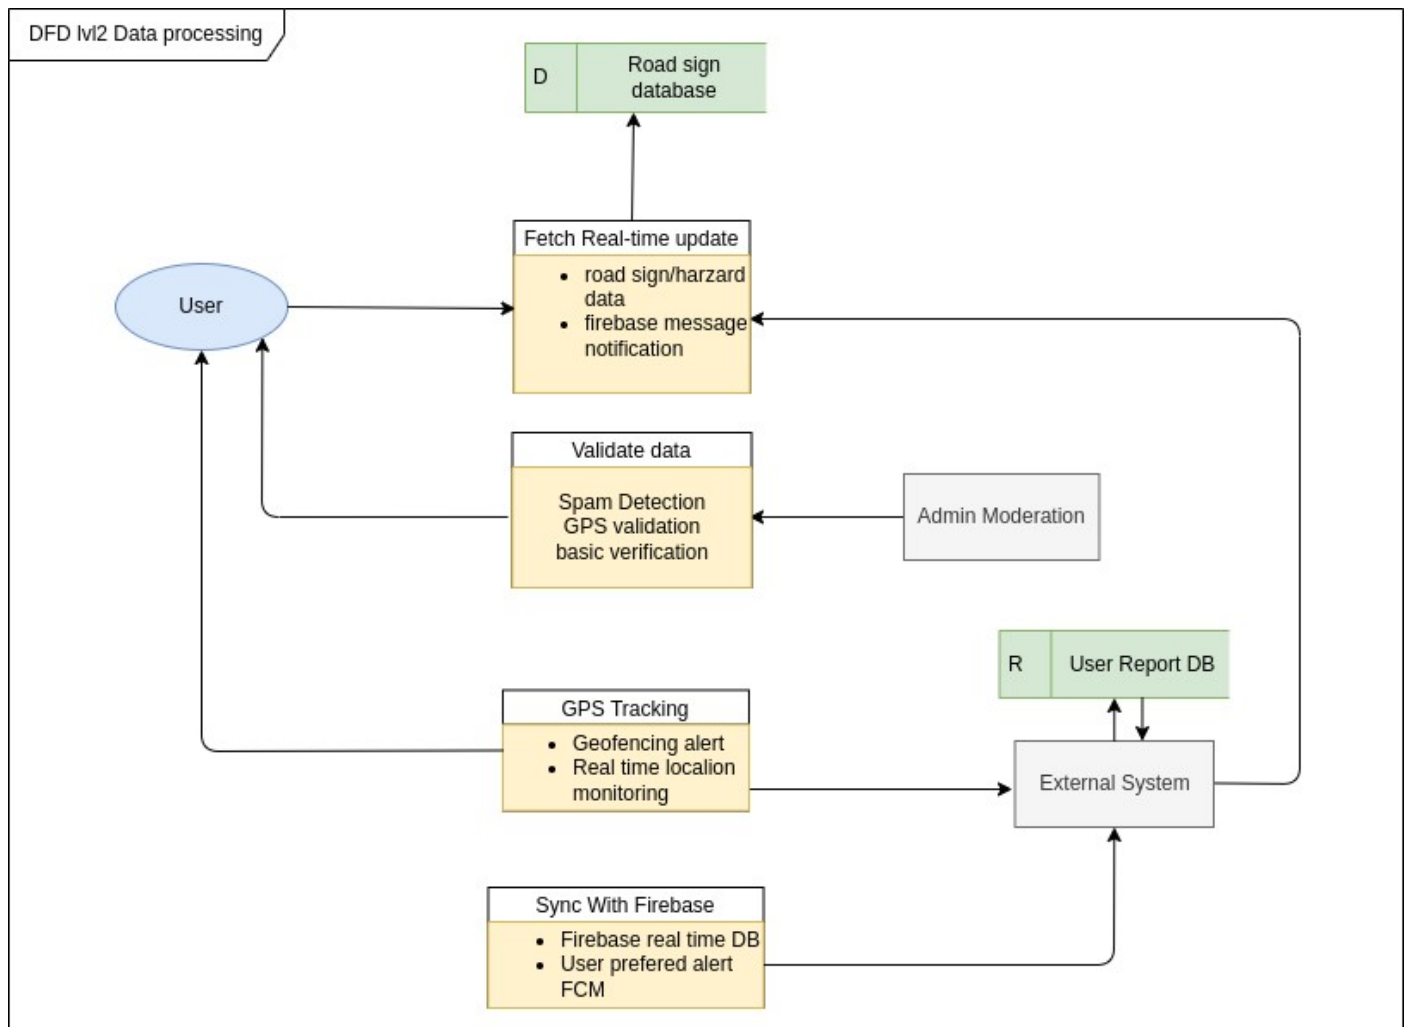 DFD lvl2 Data processing
D
Road sign
database
Fetch Real-time update
road sign/harzard
data
firebase message
notification
User
Validate data
Spam Detection
GPS validation
basic verification
Admin Moderation
R
User Report DB
GPS Tracking
Geofencing alert
Real time localion
monitoring
External System
Sync With Firebase
Firebase real time DB
User prefered alert
FCM